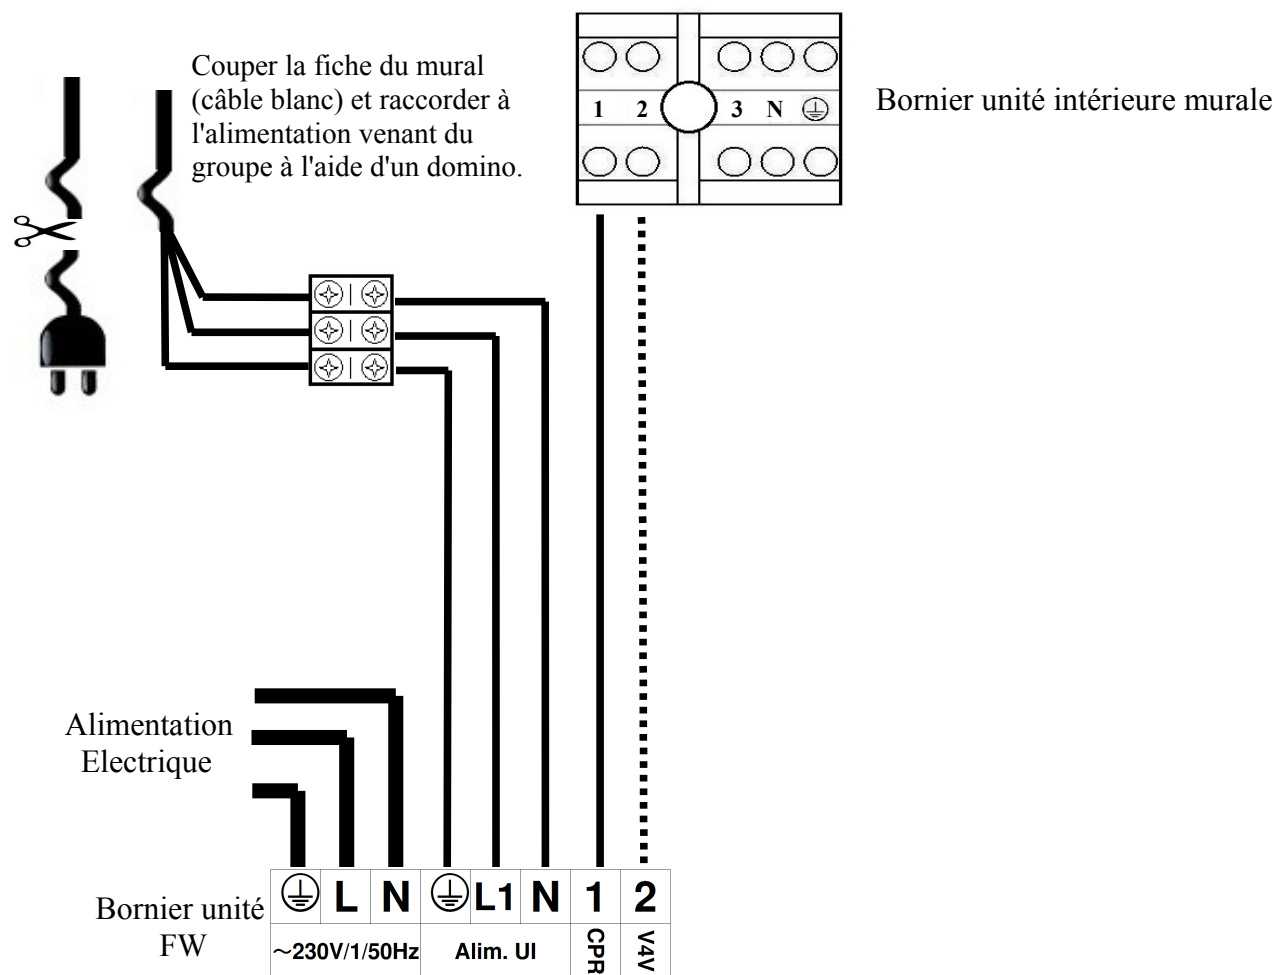 Couper la fiche du mural
(câble blanc) et raccorder à
l'alimentation venant du
groupe à l'aide d'un domino.
1 2 3 N
Bornier unité intérieure murale
Alimentation
Electrique
Bornier unité
FW
L N L1 N 1 2
~230V/1/50Hz Alim. UI CPR V4V